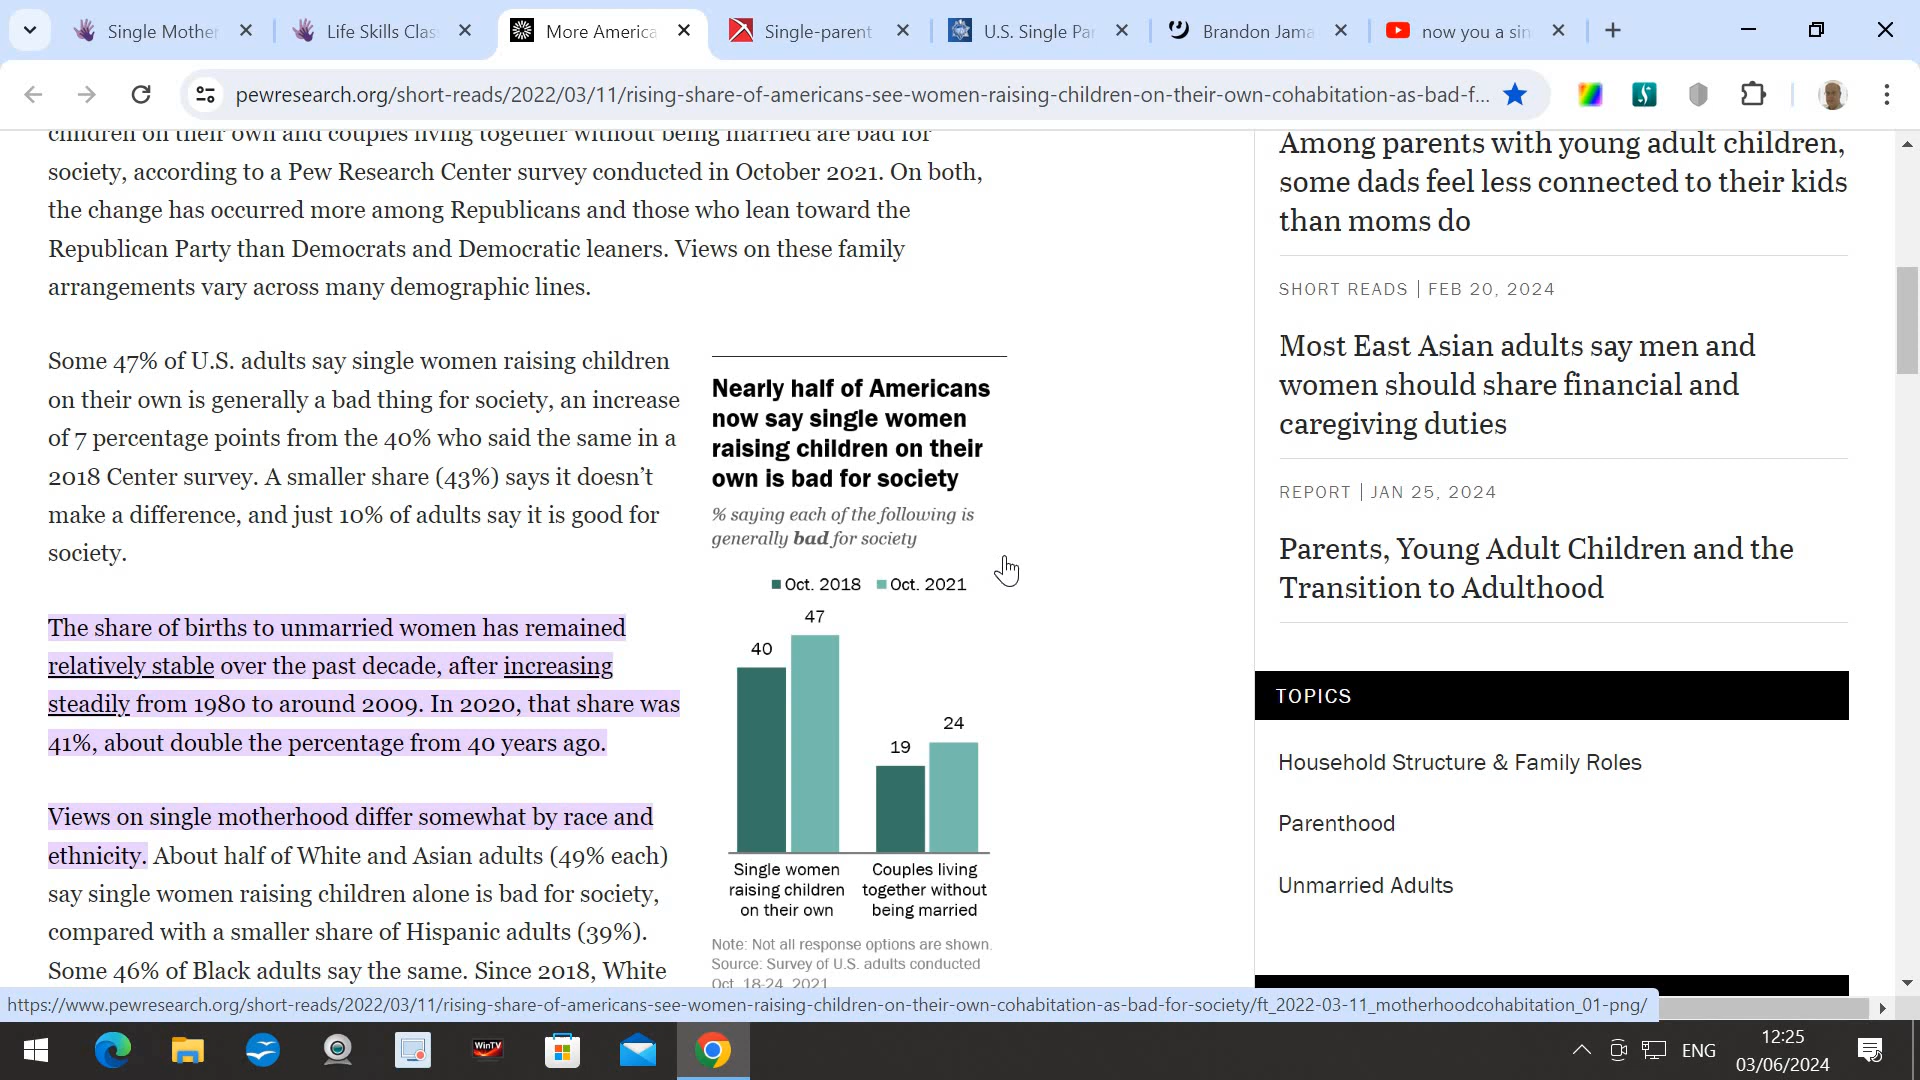 Single Mother
Life Skills Clas
More America
Single-parent
U.S. Single Par
Brandon Jama
now you a sin
pewresearch.org/short-reads/2022/03/11/rising-share-of-americans-see-women-raising-children-on-their-own-cohabitation-as-bad-f...
children on their own and couples living together without being married are bad for
society, according to a Pew Research Center survey conducted in October 2021. On both,
the change has occurred more among Republicans and those who lean toward the
Republican Party than Democrats and Democratic leaners. Views on these family
arrangements vary across many demographic lines.
Some 47% of U.S. adults say single women raising children
on their own is generally a bad thing for society, an increase
of 7 percentage points from the 40% who said the same in a
2018 Center survey. A smaller share (43%) says it doesn’t
make a difference, and just 10% of adults say it is good for
society.
The share of births to unmarried women has remained
relatively stable over the past decade, after increasing
steadily from 1980 to around 2009. In 2020, that share was
41%, about double the percentage from 40 years ago.
Views on single motherhood differ somewhat by race and
ethnicity. About half of White and Asian adults (49% each)
say single women raising children alone is bad for society,
compared with a smaller share of Hispanic adults (39%).
Some 46% of Black adults say the same. Since 2018, White
Nearly half of Americans
now say single women
raising children on their
own is bad for society
% saying each of the following is
generally bad for society
Oct. 2018 Oct. 2021
47
40
24
19
Single women
raising children
on their own
Couples living
together without
being married
Note: Not all response options are shown.
Source: Survey of U.S. adults conducted
Oct. 18-24, 2021
Among parents with young adult children,
some dads feel less connected to their kids
than moms do
SHORT READS | FEB 20, 2024
Most East Asian adults say men and
women should share financial and
caregiving duties
REPORT | JAN 25, 2024
Parents, Young Adult Children and the
Transition to Adulthood
TOPICS
Household Structure & Family Roles
Parenthood
Unmarried Adults
https://www.pewresearch.org/short-reads/2022/03/11/rising-share-of-americans-see-women-raising-children-on-their-own-cohabitation-as-bad-for-society/ft_2022-03-11_motherhoodcohabitation_01-png/
WinTV
ENG
12:25
03/06/2024